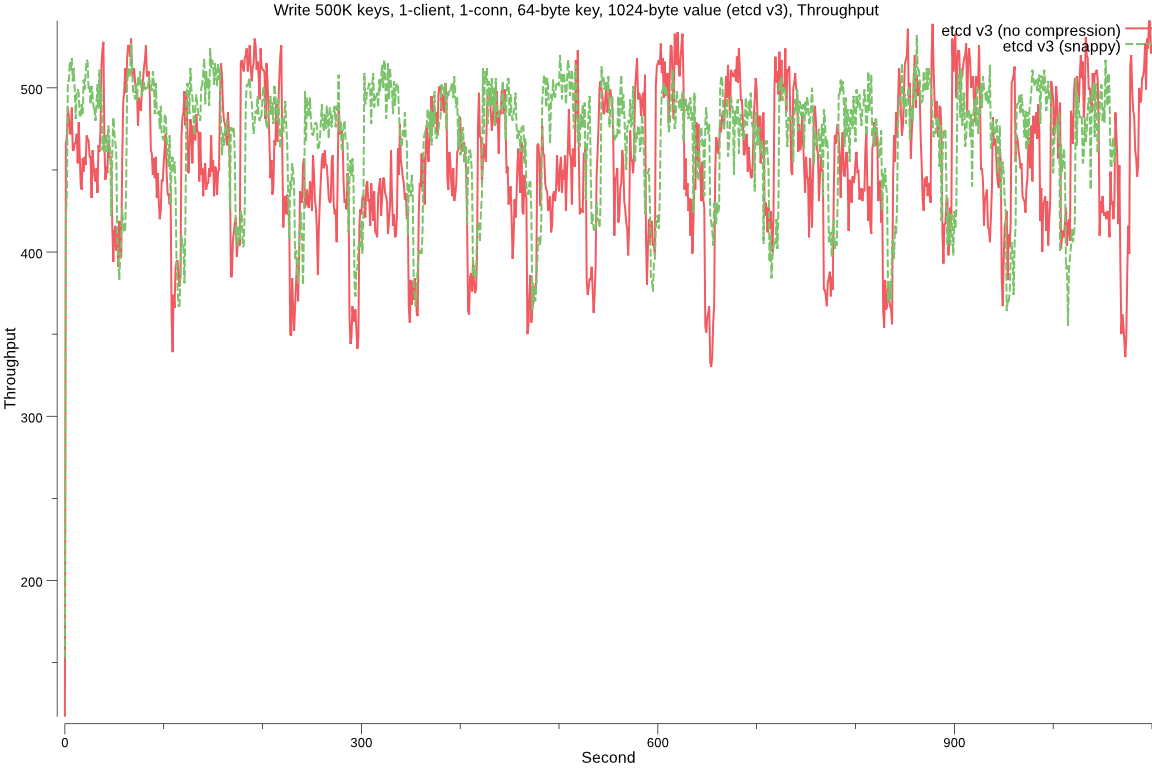 Write 500K keys, 1-client, 1-conn, 64-byte key, 1024-byte value (etcd v3), Throughput
etcd v3 (no compression)
etcd v3 (snappy)
500
400
300
200
Throughput
0
300
600
900
Second